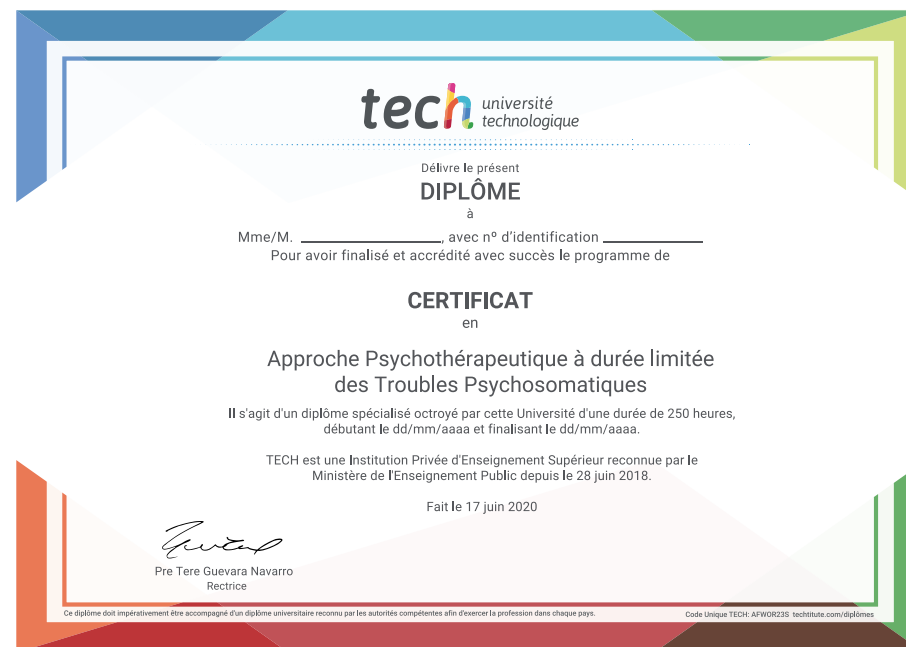 tech université
technologique
Délivre le présent
DIPLÔME
à
Mme/M. ____________________, avec nº d'identification ______________
Pour avoir finalisé et accrédité avec succès le programme de
CERTIFICAT
en
Approche Psychothérapeutique à durée limitée
des Troubles Psychosomatiques
Il s'agit d'un diplôme spécialisé octroyé par cette Université d'une durée de 250 heures,
débutant le dd/mm/aaaa et finalisant le dd/mm/aaaa.
TECH est une Institution Privée d'Enseignement Supérieur reconnue par le
Ministère de l'Enseignement Public depuis le 28 juin 2018.
Fait le 17 juin 2020
Pre Tere Guevara Navarro
Rectrice
Ce diplôme doit impérativement être accompagné d'un diplôme universitaire reconnu par les autorités compétentes afin d'exercer la profession dans chaque pays.
Code Unique TECH: AFWOR23S techtitute.com/diplômes